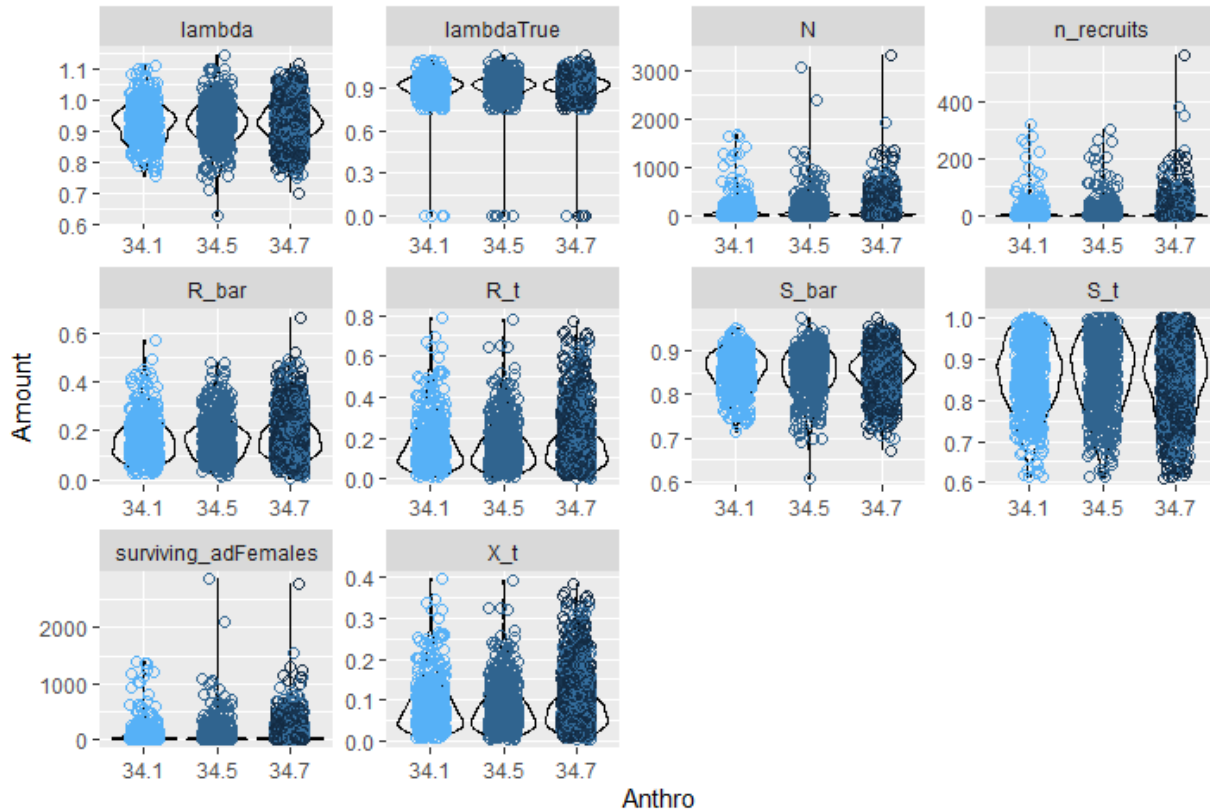 lambda
lambdaTrue
N
n_recruits
1.1
1.0
0.9
0.8
0.7
0.6
0.9
0.6
0.3
0.0
3000
2000
1000
0
400
200
0
34.1 34.5 34.7
34.1 34.5 34.7
34.1 34.5 34.7
34.1 34.5 34.7
R_bar
R_t
S_bar
S_t
0.6
0.4
0.2
0.0
0.8
0.6
0.4
0.2
0.0
0.9
0.8
0.7
0.6
1.0
0.9
0.8
0.7
0.6
34.1 34.5 34.7
34.1 34.5 34.7
34.1 34.5 34.7
34.1 34.5 34.7
surviving_adFemales
X_t
2000
1000
0
0.4
0.3
0.2
0.1
0.0
34.1 34.5 34.7
34.1 34.5 34.7
Amount
Anthro